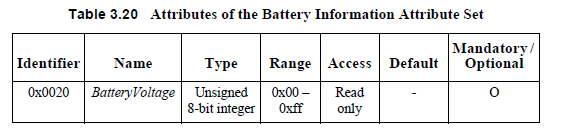 Table 3.20 Attributes of the Battery Information Attribute Set
Identifier Name Type Range Access Default Mandatory / Optional
0x0020 BatteryVoltage Unsigned 8-bit integer 0x00 – 0xff Read only - O